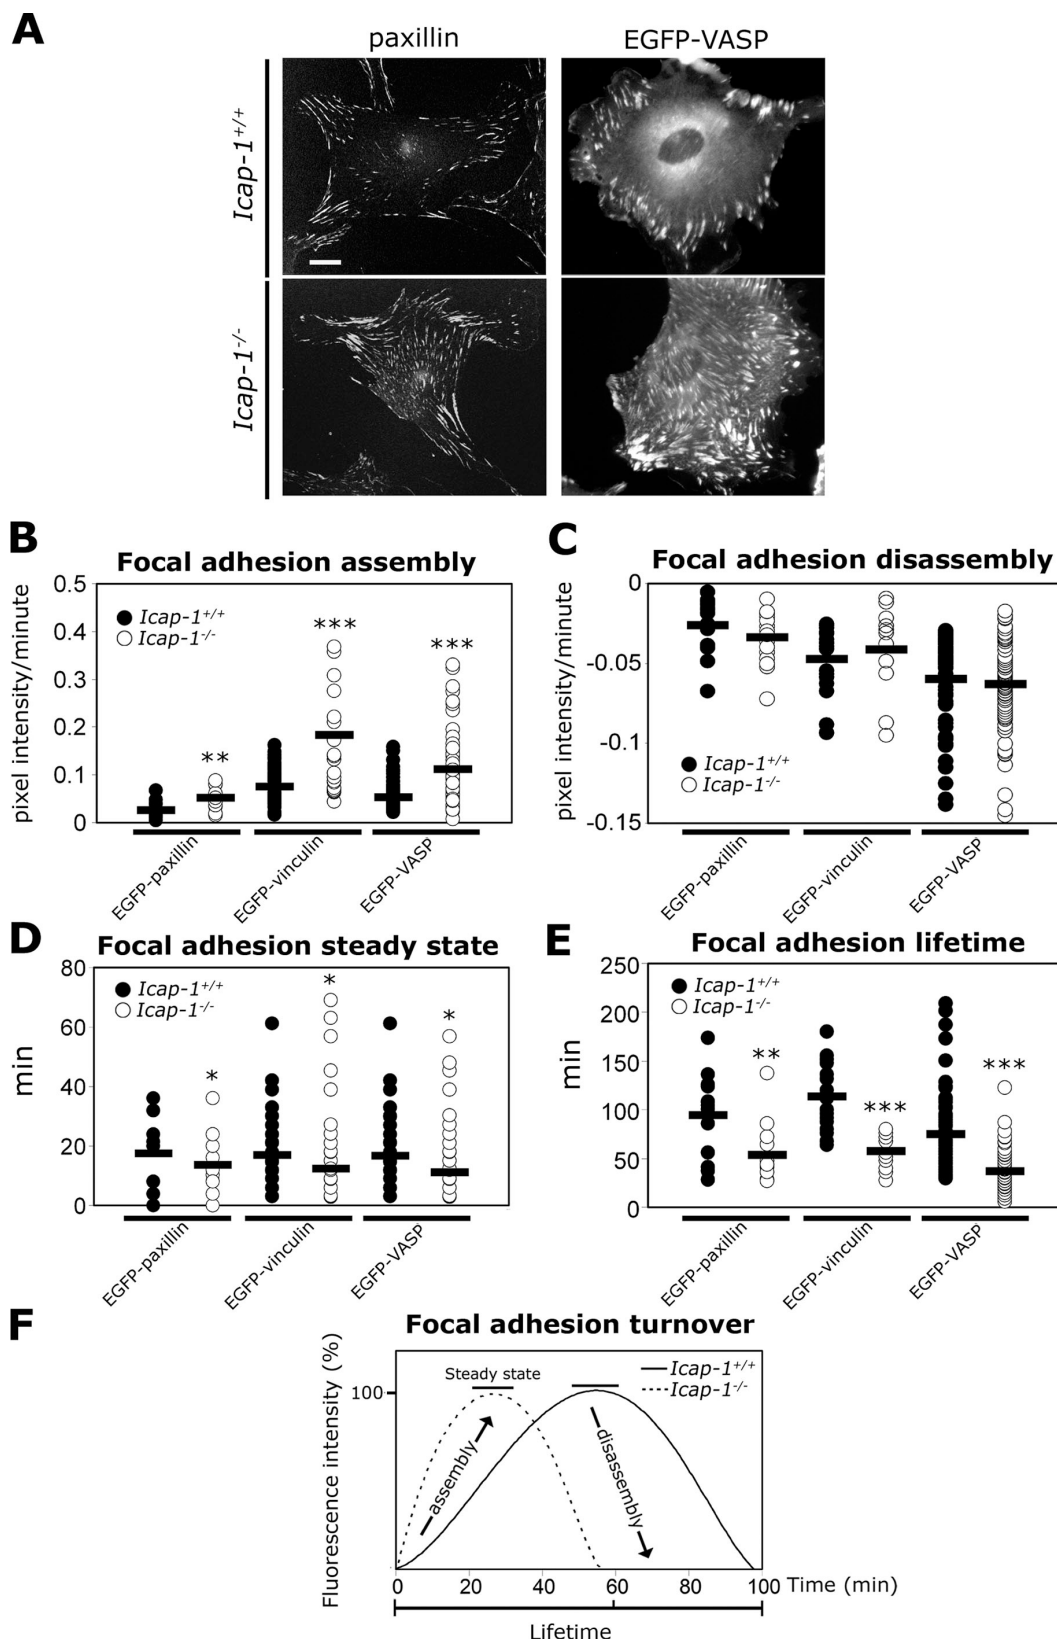 A
paxillin
EGFP-VASP
Icap-1+/+
Icap-1-/-
B
Focal adhesion assembly
pixel intensity/minute
0.5
0.4
0.3
0.2
0.1
0
Icap-1+/+
Icap-1-/-
**
***
***
EGFP-paxillin
EGFP-vinculin
EGFP-VASP
C
Focal adhesion disassembly
pixel intensity/minute
0
-0.05
-0.1
-0.15
Icap-1+/+
Icap-1-/-
EGFP-paxillin
EGFP-vinculin
EGFP-VASP
D
Focal adhesion steady state
min
80
60
40
20
0
Icap-1+/+
Icap-1-/-
*
*
*
EGFP-paxillin
EGFP-vinculin
EGFP-VASP
E
Focal adhesion lifetime
min
250
200
150
100
50
0
Icap-1+/+
Icap-1-/-
**
***
***
EGFP-paxillin
EGFP-vinculin
EGFP-VASP
F
Focal adhesion turnover
Fluorescence intensity (%)
100
Steady state
Icap-1+/+
Icap-1-/-
assembly
disassembly
0 20 40 60 80 100 Time (min)
Lifetime